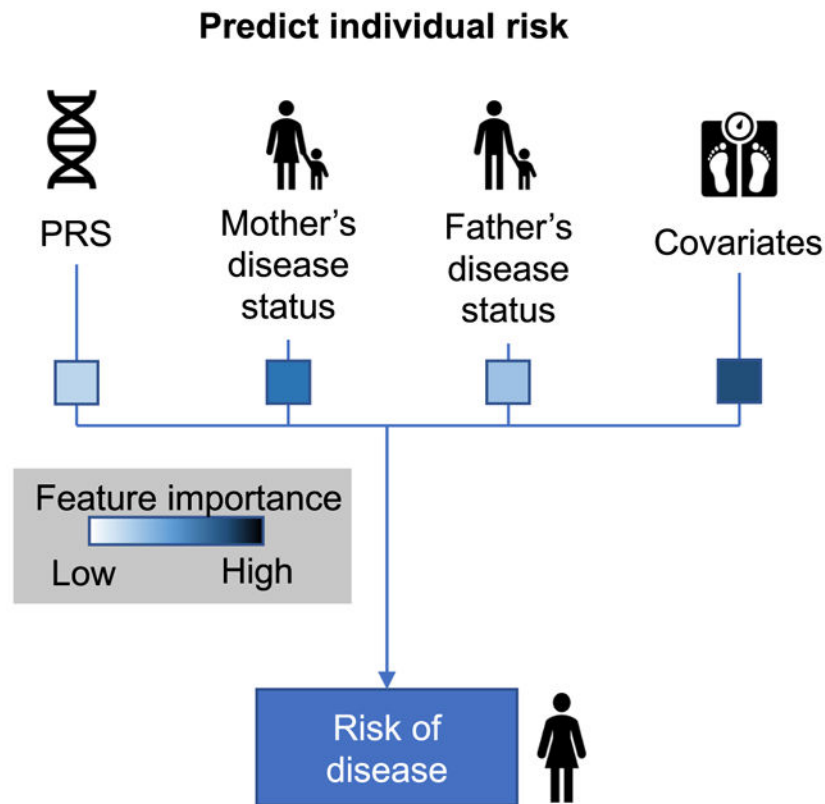 Predict individual risk
PRS
Mother’s
disease
status
Father’s
disease
status
Covariates
Feature importance
Low
High
Risk of
disease